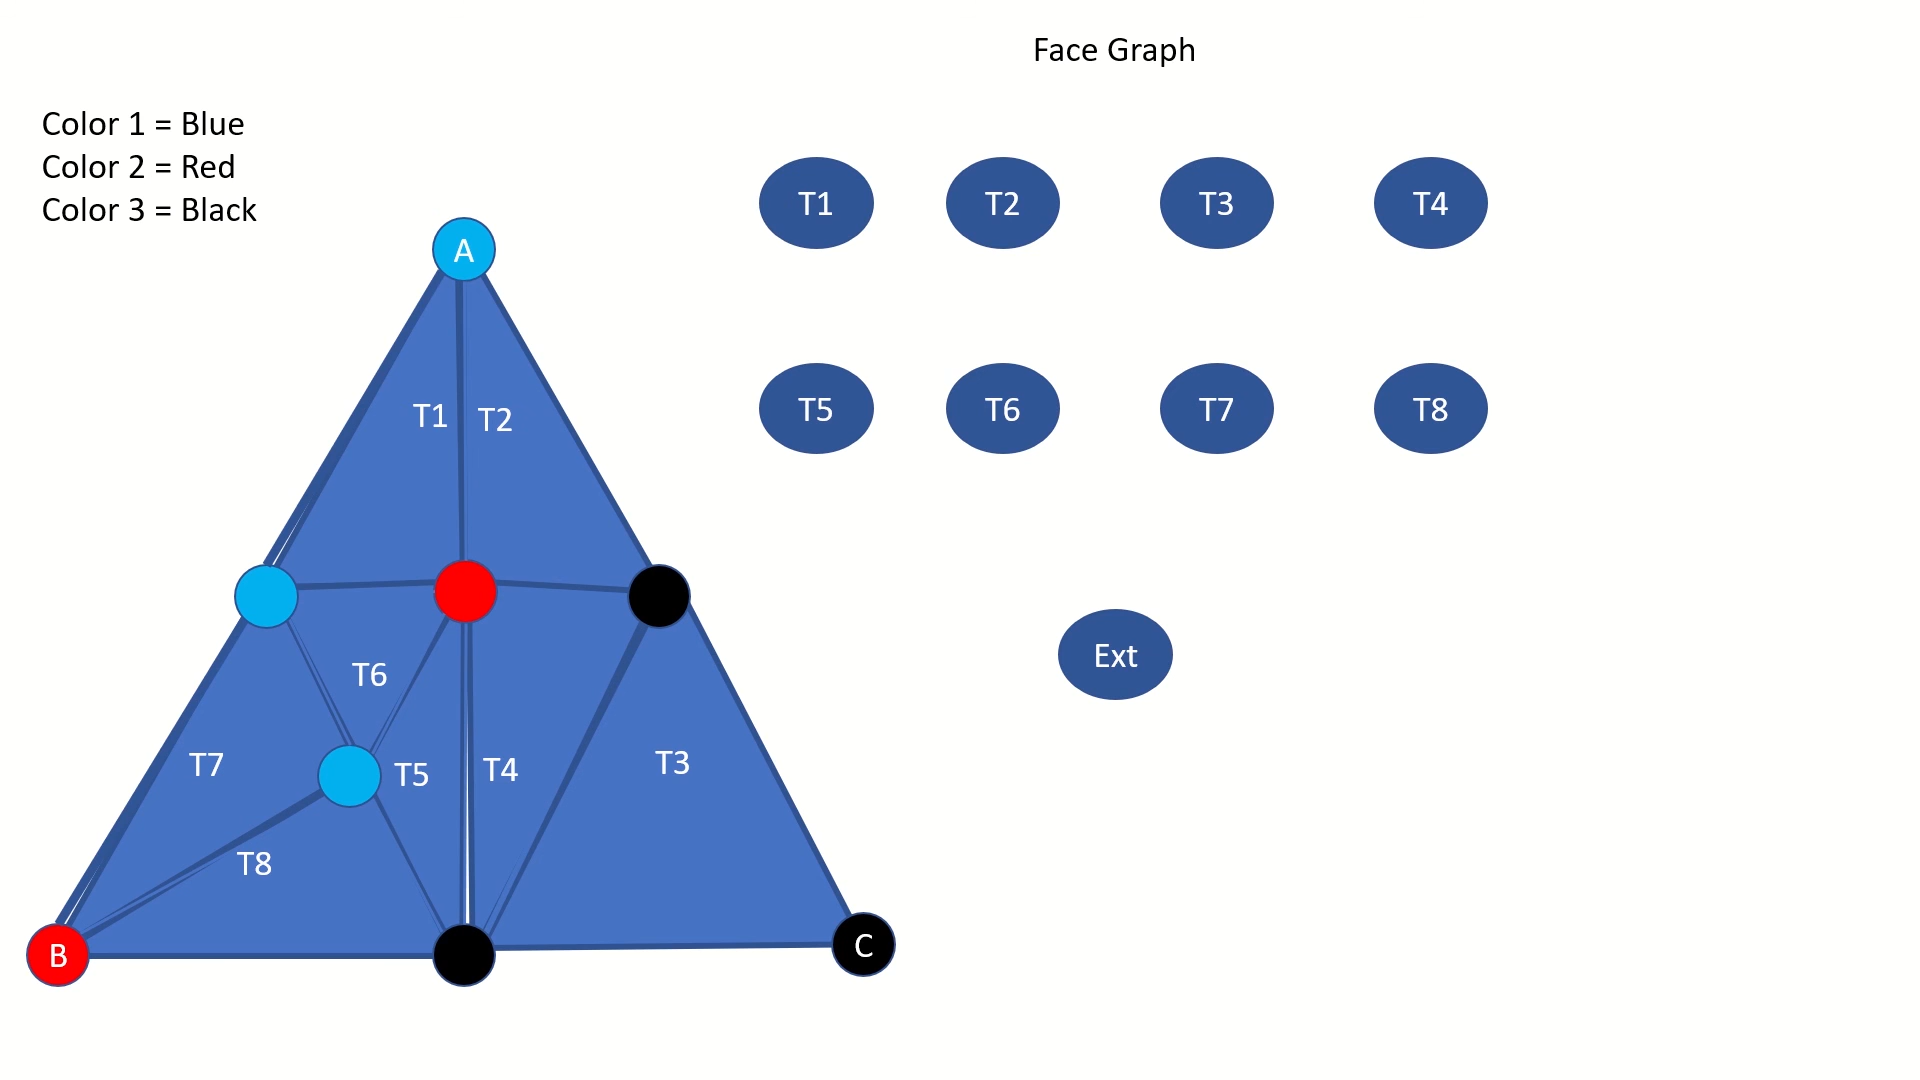 Face Graph
Color 1 = Blue
Color 2 = Red
Color 3 = Black
A
T1
T2
T6
T7
T5
T4
T3
T8
B
C
T1
T2
T3
T4
T5
T6
T7
T8
Ext